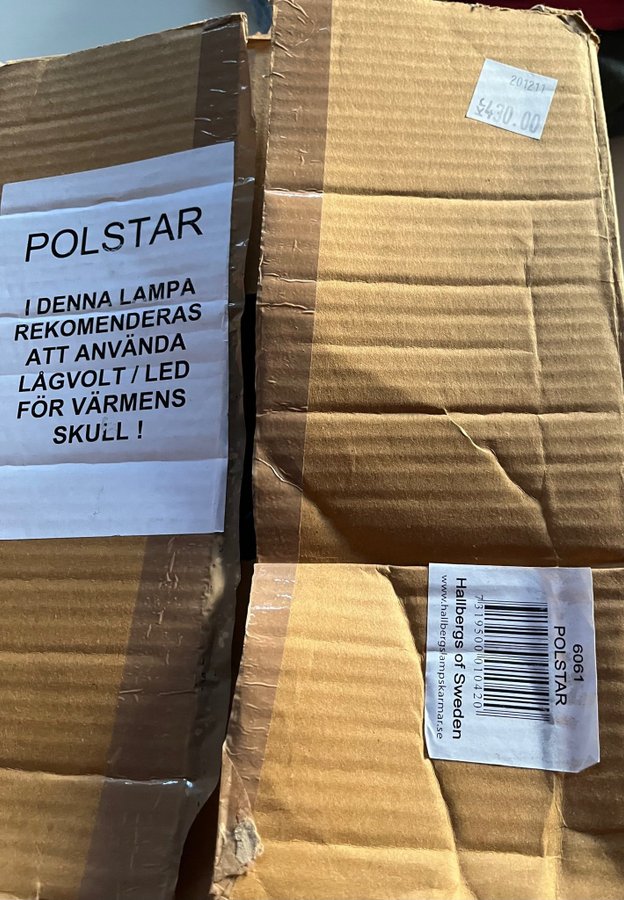 POLSTAR
I DENNA LAMPA
REKOMENDERAS
ATT ANVÄNDA
LÅGVOLT / LED
FÖR VÄRMENS
SKULL !
201211
430.00
6061
POLSTAR
7319500010420
Hallbergs of Sweden
www.hallbergslampskarmar.se